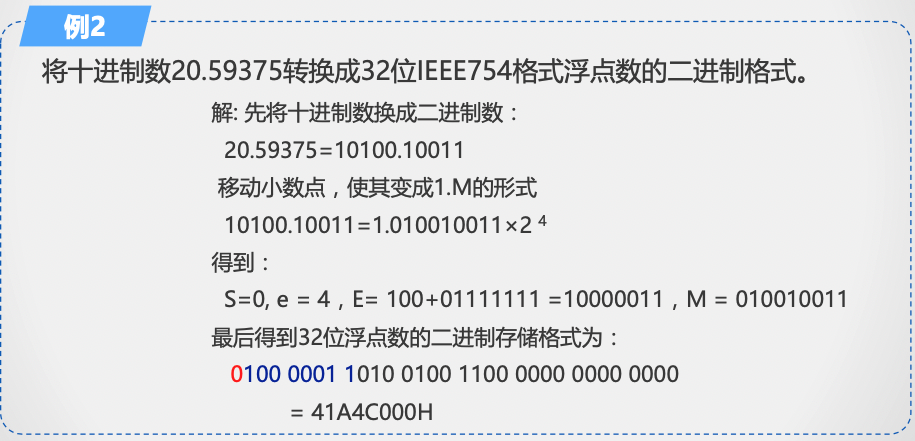 例2
将十进制数20.59375转换成32位IEEE754格式浮点数的二进制格式。
解: 先将十进制数换成二进制数：
20.59375=10100.10011
移动小数点，使其变成1.M的形式
10100.10011=1.010010011×2 ⁴
得到：
S=0, e = 4，E= 100+01111111 =10000011，M = 010010011
最后得到32位浮点数的二进制存储格式为：
0100 0001 1010 0100 1100 0000 0000 0000
= 41A4C000H